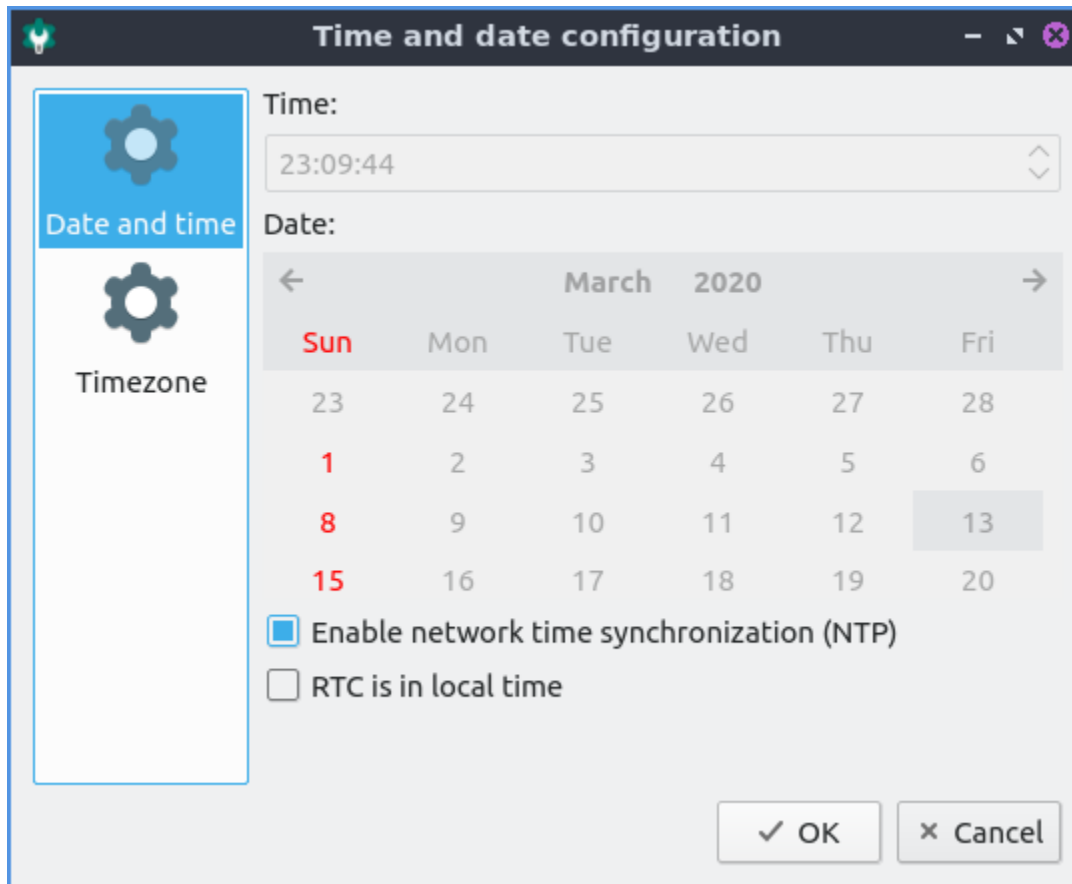 Time and date configuration
Date and time
Timezone
Time:
23:09:44
Date:
March 2020
Sun Mon Tue Wed Thu Fri
23 24 25 26 27 28
1 2 3 4 5 6
8 9 10 11 12 13
15 16 17 18 19 20
Enable network time synchronization (NTP)
RTC is in local time
OK Cancel